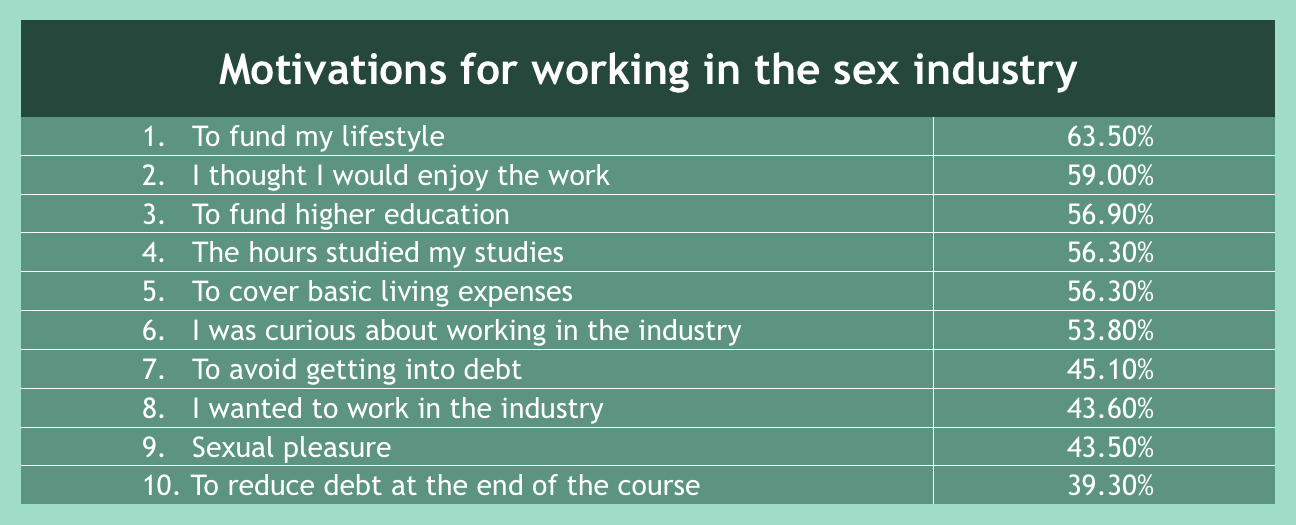 Motivations for working in the sex industry
1. To fund my lifestyle 63.50%
2. I thought I would enjoy the work 59.00%
3. To fund higher education 56.90%
4. The hours studied my studies 56.30%
5. To cover basic living expenses 56.30%
6. I was curious about working in the industry 53.80%
7. To avoid getting into debt 45.10%
8. I wanted to work in the industry 43.60%
9. Sexual pleasure 43.50%
10. To reduce debt at the end of the course 39.30%